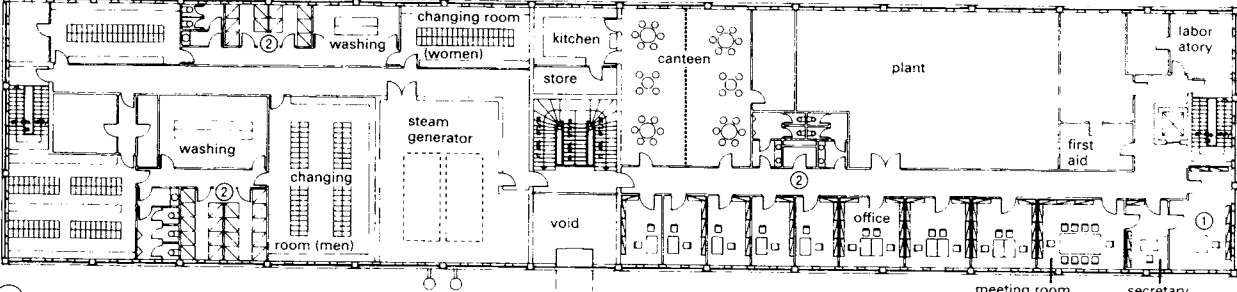 changing room
(women)
2
washing
kitchen
canteen
store
plant
labor
atory
steam
generator
washing
changing
room (men)
first
aid
2
2
void
office
1
meeting room
secretary